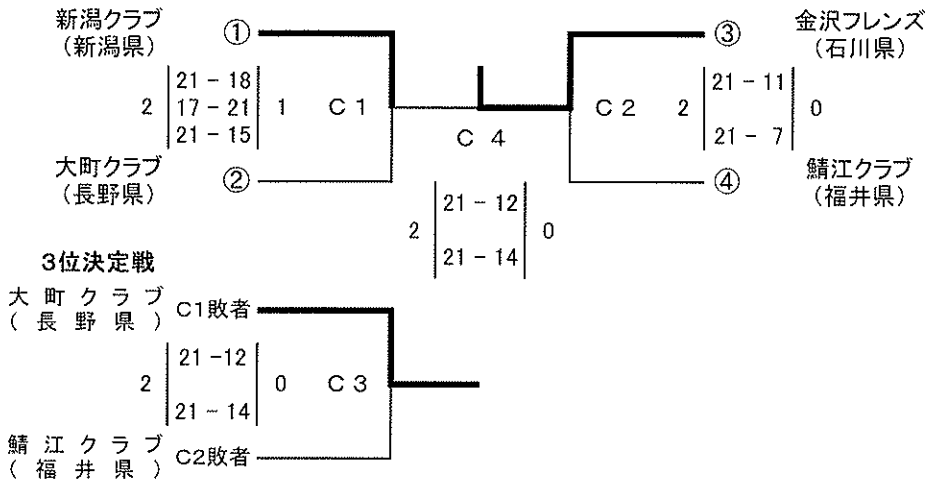 新潟クラブ
(新潟県)
①
③
金沢フレンズ
(石川県)
2
21 - 18
17 - 21
21 - 15
1
C1
C2
2
21 - 11
21 - 7
0
C 4
大町クラブ
(長野県)
②
④
鯖江クラブ
(福井県)
2
21 - 12
21 - 14
0
3位決定戦
大町クラブ
(長野県)
C1敗者
2
21 -12
21 - 14
0
C3
鯖江クラブ
(福井県)
C2敗者